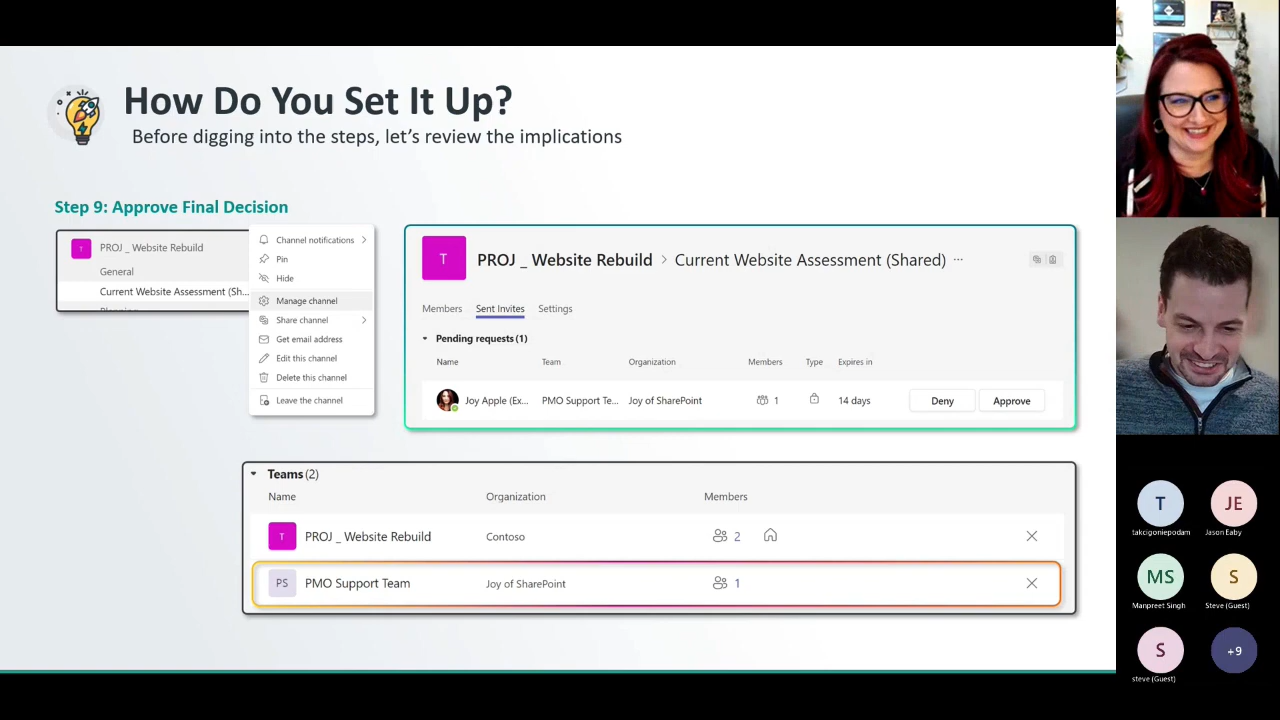 How Do You Set It Up?
Before digging into the steps, let's review the implications
Step 9: Approve Final Decision
T
PROJ _ Website Rebuild
General
Current Website Assessment (Sh...
Channel notifications
Pin
Hide
Manage channel
Share channel
Get email address
Edit this channel
Delete this channel
Leave the channel
T
PROJ _ Website Rebuild > Current Website Assessment (Shared) ...
Members Sent Invites Settings
Pending requests (1)
Name Team Organization Members Type Expires in
Joy Apple (Ex... PMO Support Te... Joy of SharePoint 1 14 days Deny Approve
Teams (2)
Name Organization Members
T PROJ _ Website Rebuild Contoso 2
PS PMO Support Team Joy of SharePoint 1
T JE
takcigoniepodam Jason Eaby
MS S
Manpreet Singh Steve (Guest)
S +9
steve (Guest)